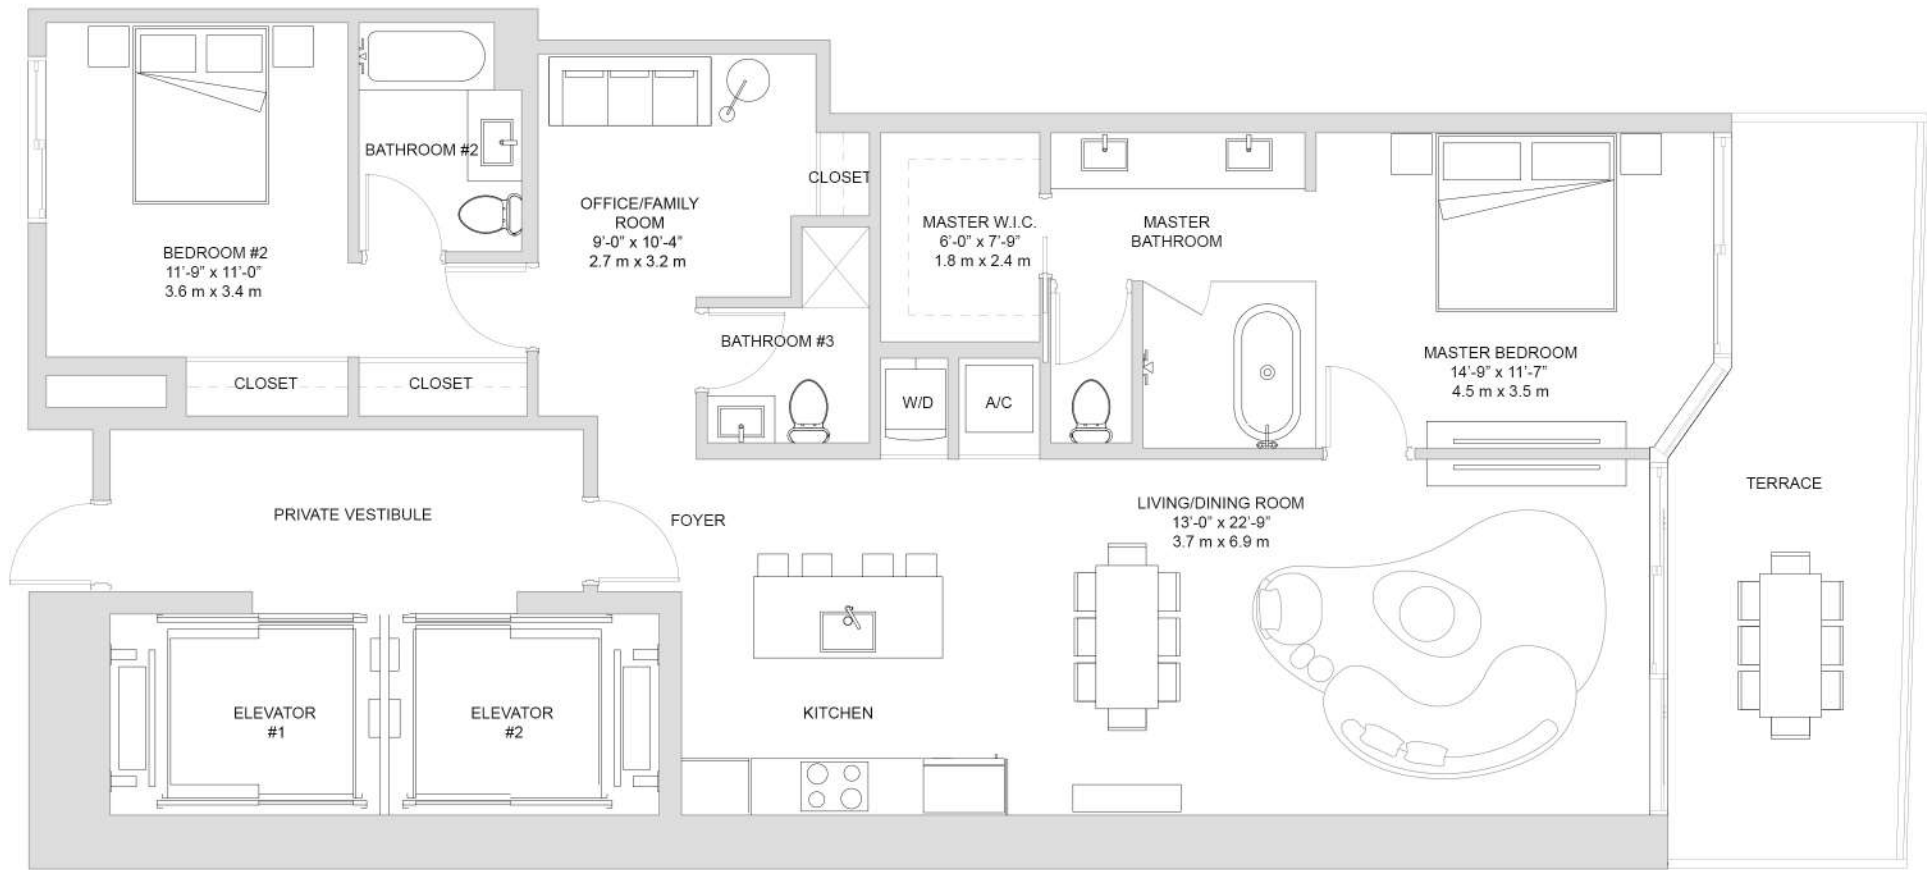 BATHROOM #2
CLOSET
OFFICE/FAMILY
ROOM
9'-0" x 10'-4"
2.7 m x 3.2 m
MASTER W.I.C.
6'-0" x 7'-9"
1.8 m x 2.4 m
MASTER
BATHROOM
BEDROOM #2
11'-9" x 11'-0"
3.6 m x 3.4 m
BATHROOM #3
MASTER BEDROOM
14'-9" x 11'-7"
4.5 m x 3.5 m
CLOSET
CLOSET
W/D
A/C
TERRACE
PRIVATE VESTIBULE
FOYER
LIVING/DINING ROOM
13'-0" x 22'-9"
3.7 m x 6.9 m
ELEVATOR
#1
ELEVATOR
#2
KITCHEN